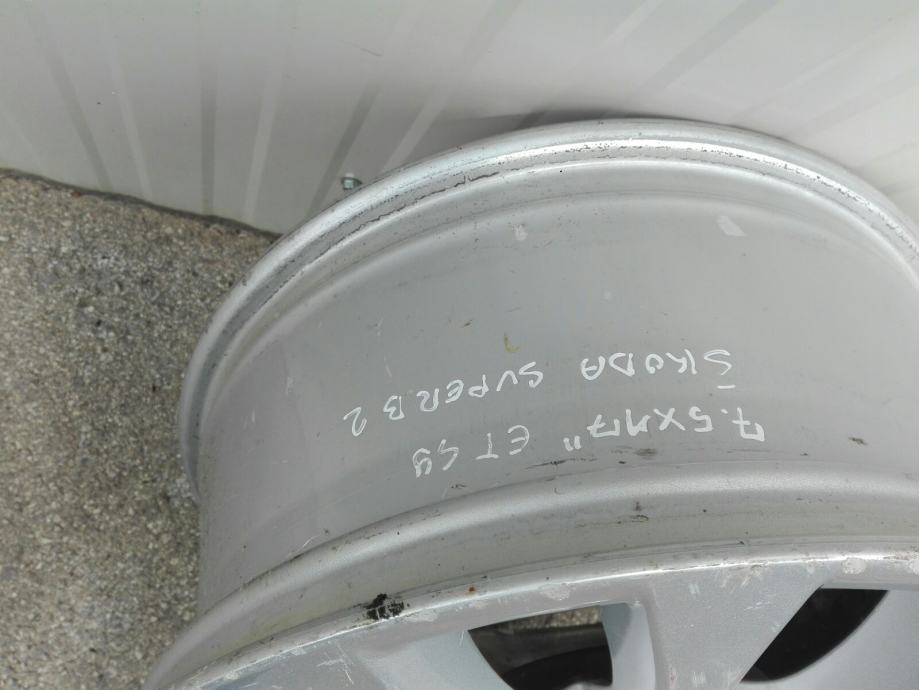 7.5X17" ET 49
ŠKODA SUPERB 2